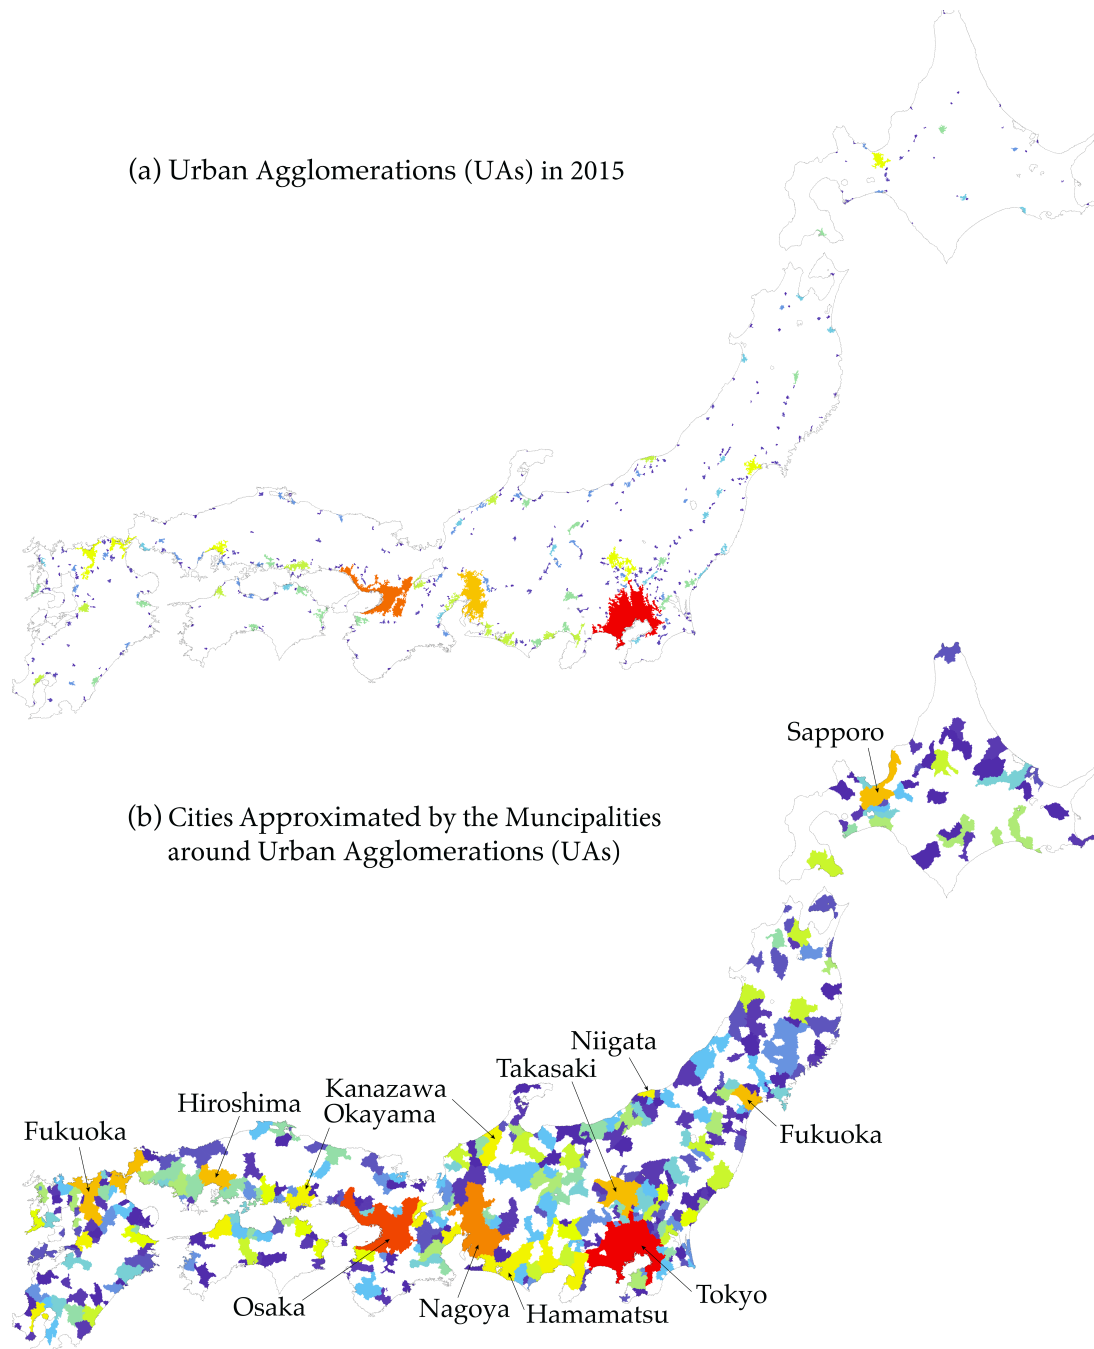 (a) Urban Agglomerations (UAs) in 2015
Sapporo
(b) Cities Approximated by the Muncipalities
around Urban Agglomerations (UAs)
Niigata
Takasaki
Kanazawa
Okayama
Hiroshima
Fukuoka
Fukuoka
Osaka
Nagoya
Hamamatsu
Tokyo